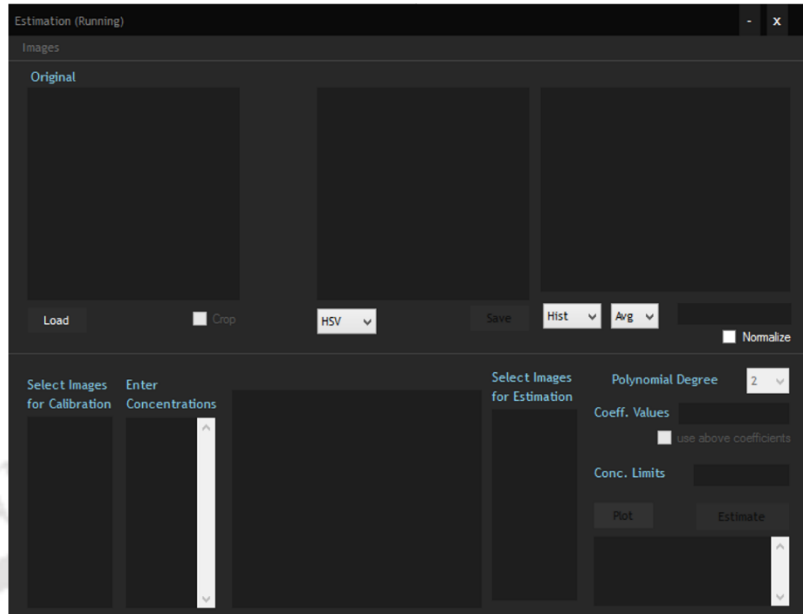 Estimation (Running)
- x
Images
Original
Load
Crop
HSV
Save
Hist
Avg
Normalize
Select Images
for Calibration
Enter
Concentrations
Select Images
for Estimation
Polynomial Degree
2
Coeff. Values
use above coefficients
Conc. Limits
Plot
Estimate